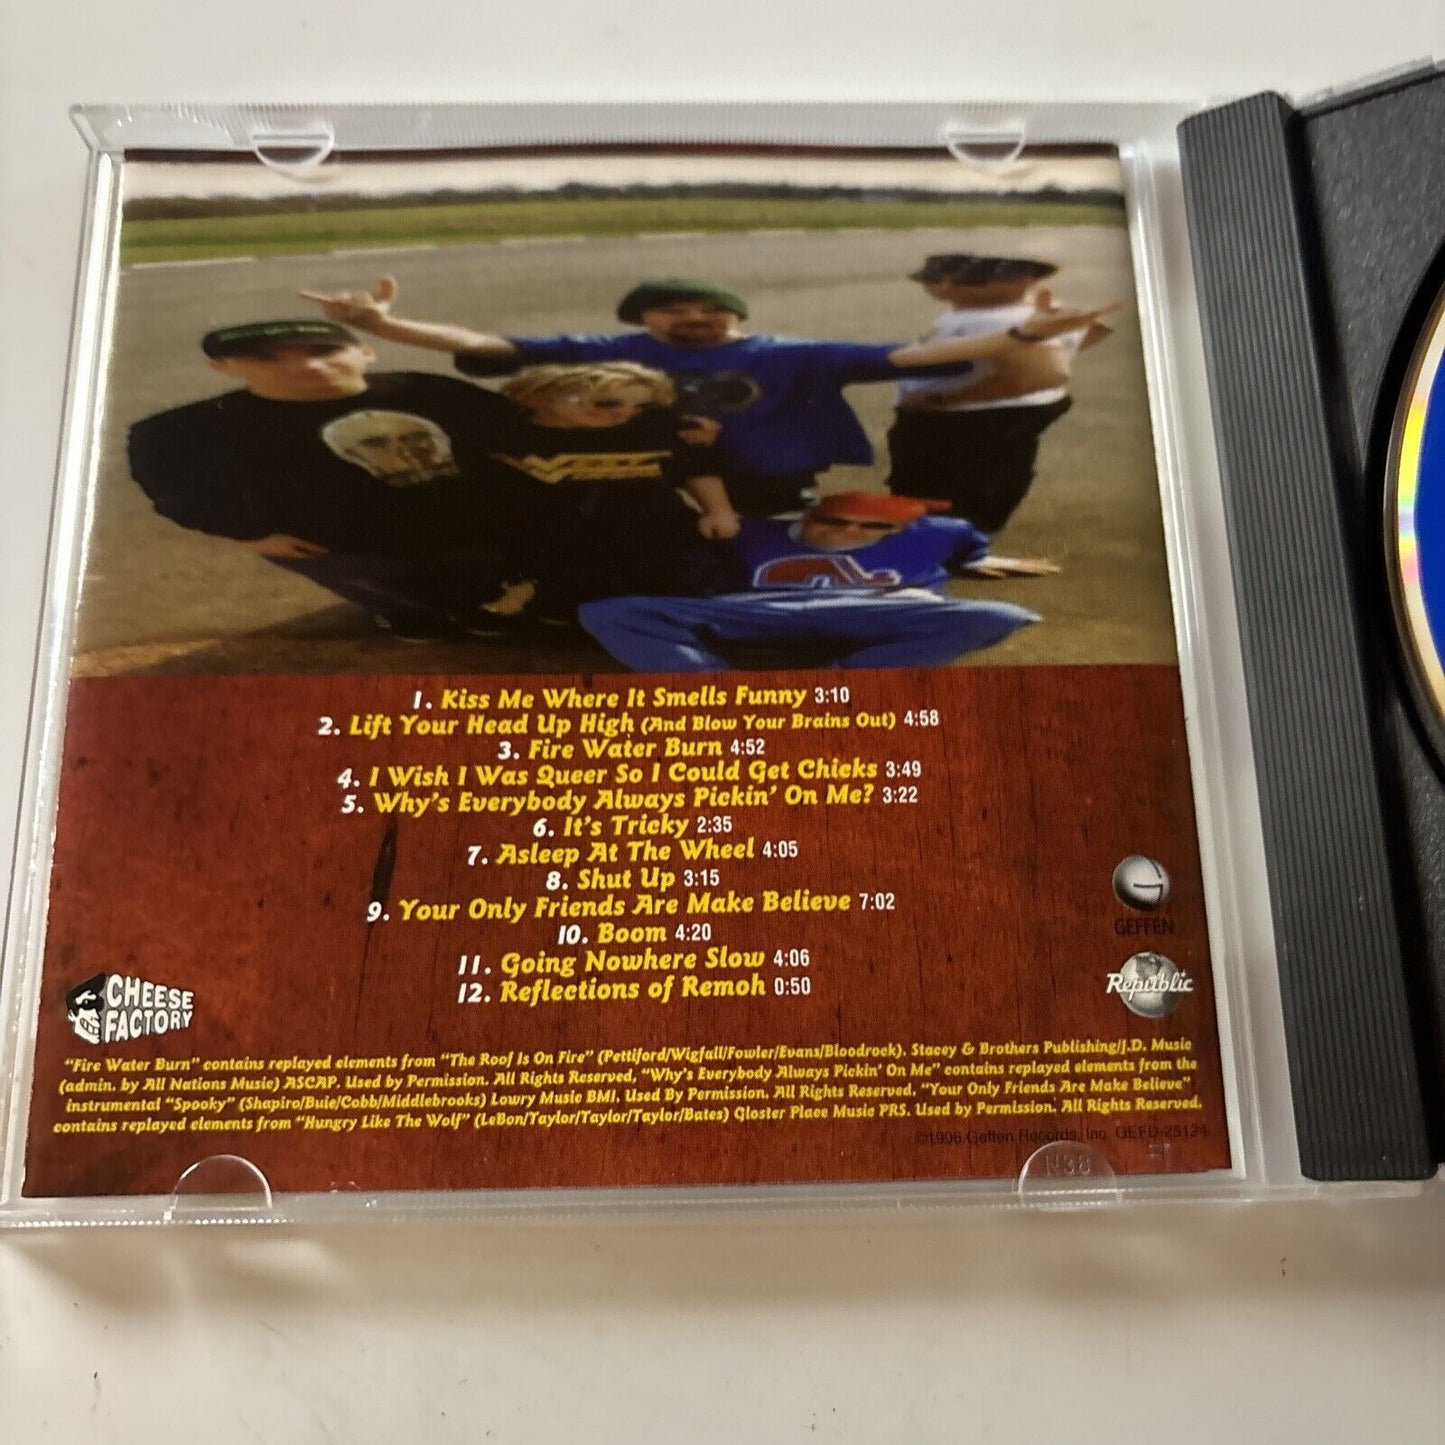 1. Kiss Me Where It Smells Funny 3:10
2. Lift Your Head Up High (And Blow Your Brains Out) 4:58
3. Fire Water Burn 4:52
4. I Wish I Was Queer So I Could Get Chicks 3:49
5. Why's Everybody Always Pickin' On Me? 3:22
6. It's Tricky 2:35
7. Asleep At The Wheel 4:05
8. Shut Up 3:15
9. Your Only Friends Are Make Believe 7:02
10. Boom 4:20
11. Going Nowhere Slow 4:06
12. Reflections of Remoh 0:50
GEFFEN
Republic
CHEESE
FACTORY
"Fire Water Burn" contains replayed elements from "The Roof Is On Fire" (Pettiford/Wigfall/Fowler/Evans/Bloodrock). Stacey & Brothers Publishing/J.D. Music
(admin. by All Nations Music) ASCAP. Used by Permission. All Rights Reserved. "Why's Everybody Always Pickin' On Me" contains replayed elements from the
instrumental "Spooky" (Shapiro/Buie/Cobb/Middlebrooks) Lowry Music BMI. Used By Permission. All Rights Reserved. "Your Only Friends Are Make Believe"
contains replayed elements from "Hungry Like The Wolf" (LeBon/Taylor/Taylor/Taylor/Bates) Gloster Place Music PRS. Used by Permission. All Rights Reserved.
©1996 Geffen Records, Inc. GEFD-25124
N38